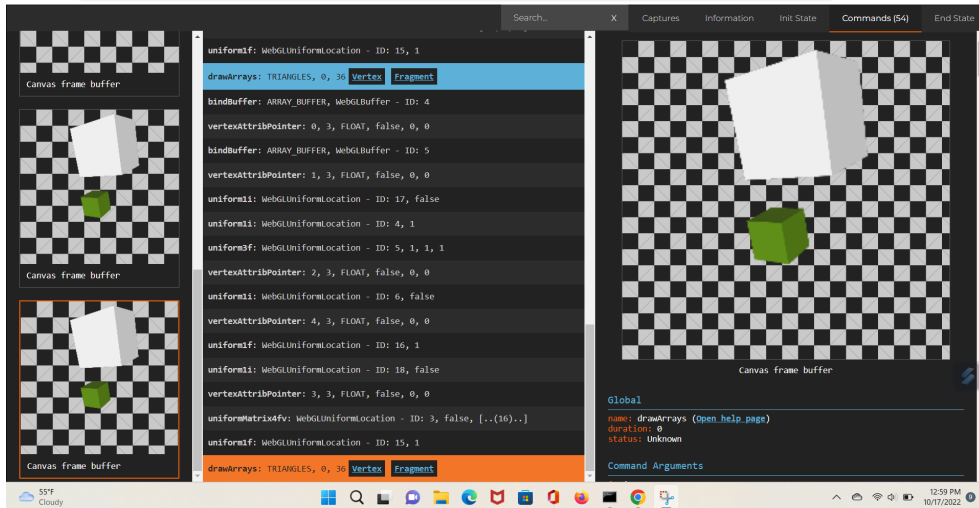 Search... X Captures Information Init State Commands (54) End State
Canvas frame buffer
Canvas frame buffer
Canvas frame buffer
uniform1f: WebGLUniformLocation - ID: 15, 1
drawArrays: TRIANGLES, 0, 36 Vertex Fragment
bindBuffer: ARRAY_BUFFER, WebGLBuffer - ID: 4
vertexAttribPointer: 0, 3, FLOAT, false, 0, 0
bindBuffer: ARRAY_BUFFER, WebGLBuffer - ID: 5
vertexAttribPointer: 1, 3, FLOAT, false, 0, 0
uniform1i: WebGLUniformLocation - ID: 17, false
uniform1i: WebGLUniformLocation - ID: 4, 1
uniform3f: WebGLUniformLocation - ID: 5, 1, 1, 1
vertexAttribPointer: 2, 3, FLOAT, false, 0, 0
uniform1i: WebGLUniformLocation - ID: 6, false
vertexAttribPointer: 4, 3, FLOAT, false, 0, 0
uniform1f: WebGLUniformLocation - ID: 16, 1
uniform1i: WebGLUniformLocation - ID: 18, false
vertexAttribPointer: 3, 3, FLOAT, false, 0, 0
uniformMatrix4fv: WebGLUniformLocation - ID: 3, false, [..(16)..]
uniform1f: WebGLUniformLocation - ID: 15, 1
drawArrays: TRIANGLES, 0, 36 Vertex Fragment
Canvas frame buffer
Global
name: drawArrays (Open help page)
duration: 0
status: Unknown
Command Arguments
55°F
Cloudy
12:59 PM
10/17/2022